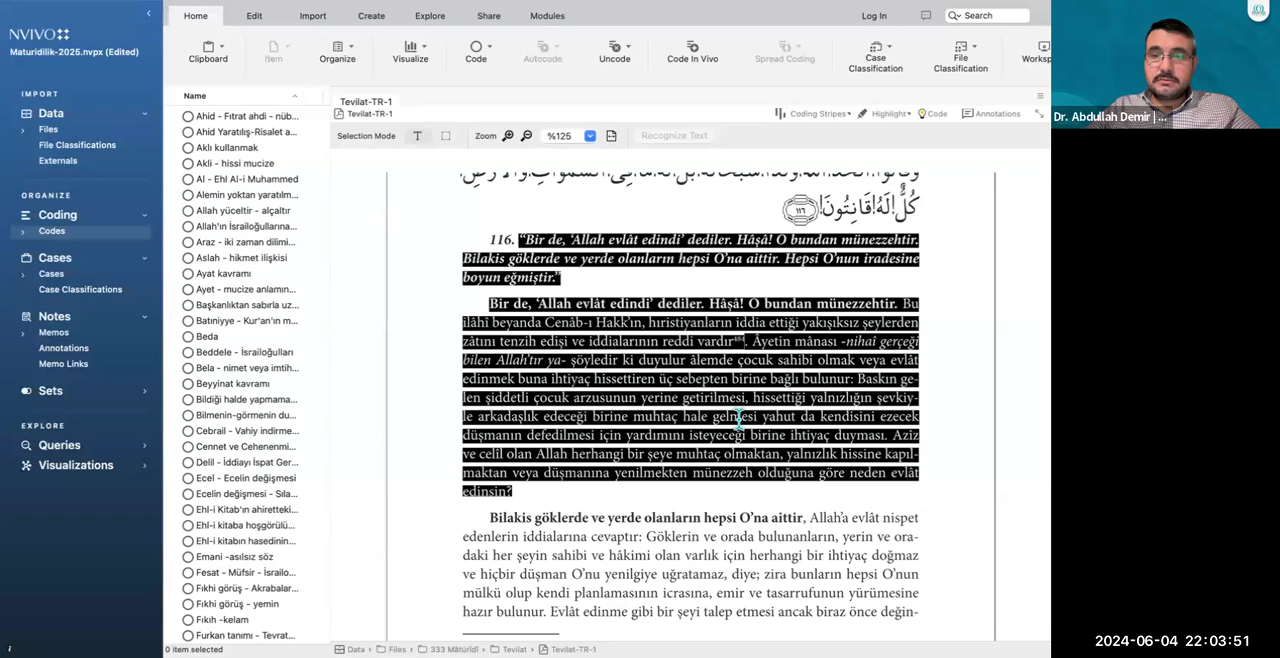 Home
Edit
Import
Create
Explore
Share
Modules
Log In
Search
NVIVO
Maturidilik-2025.nvpx (Edited)
Clipboard
Item
Organize
Visualize
Code
Autocode
Uncode
Code In Vivo
Spread Coding
Case Classification
File Classification
Worksp
IMPORT
Data
Files
File Classifications
Externals
ORGANIZE
Coding
Codes
Cases
Cases
Case Classifications
Notes
Memos
Annotations
Memo Links
Sets
EXPLORE
Queries
Visualizations
Name
Ahid - Fıtrat ahdi - nüb...
Ahid Yaratılış-Risalet a...
Aklı kullanmak
Akli - hissi mucize
Al - Ehl Al-i Muhammed
Alemin yoktan yaratılm...
Allah yüceltir - alçaltır
Allah'ın İsrailoğullarına...
Araz - iki zaman dilimi...
Aslah - hikmet ilişkisi
Ayat kavramı
Ayet - mucize anlamın...
Başkanlıktan sabırla uz...
Batıniyye - Kur'an'ın m...
Beda
Beddele - İsrailoğulları
Bela - nimet veya imtih...
Beyyinat kavramı
Bildiği halde yapmama...
Bilmenin-görmenin du...
Cebrail - Vahiy indirme...
Cennet ve Cehennemi...
Delil - İddiayı İspat Ger...
Ecel - Ecelin değişmesi
Ecelin değişmesi - Sıla...
Ehl-i Kitab'ın ahiretteki...
Ehl-i kitaba hoşgörülü...
Ehl-i kitabın hasedinin...
Emani -asılsız söz
Fesat - Müfsir - İsrailo...
Fıkhi görüş - Akrabalar...
Fıkhi görüş - yemin
Fıkıh -kelam
Furkan tanımı - Tevrat...
0 item selected
Tevilat-TR-1
Tevilat-TR-1
Coding Stripes
Highlight
Code
Annotations
Selection Mode
Zoom
%125
Recognize Text
كُلٌّ لَهُ قَانِتُونَ ﴿١١٦﴾
116. “Bir de, ‘Allah evlât edindi’ dediler. Hâşâ! O bundan münezzehtir.
Bilakis göklerde ve yerde olanların hepsi O’na aittir. Hepsi O’nun iradesine
boyun eğmiştir.”
Bir de, ‘Allah evlât edindi’ dediler. Hâşâ! O bundan münezzehtir. Bu
ilâhî beyanda Cenâb-ı Hakk’ın, hıristiyanların iddia ettiği yakışıksız şeylerden
zâtını tenzih edişi ve iddialarının reddi vardır⁴⁸⁴. Âyetin mânası -nihaî gerçeği
bilen Allah’tır ya- şöyledir ki duyulur âlemde çocuk sahibi olmak veya evlât
edinmek buna ihtiyaç hissettiren üç sebepten birine bağlı bulunur: Baskın ge-
len şiddetli çocuk arzusunun yerine getirilmesi, hissettiği yalnızlığın şevkiy-
le arkadaşlık edeceği birine muhtaç hale gelmesi yahut da kendisini ezecek
düşmanın defedilmesi için yardımını isteyeceği birine ihtiyaç duyması. Azîz
ve celîl olan Allah herhangi bir şeye muhtaç olmaktan, yalnızlık hissine kapıl-
maktan veya düşmanına yenilmekten münezzeh olduğuna göre neden evlât
edinsin?
Bilakis göklerde ve yerde olanların hepsi O’na aittir, Allah’a evlât nispet
edenlerin iddialarına cevaptır: Göklerin ve orada bulunanların, yerin ve ora-
daki her şeyin sahibi ve hâkimi olan varlık için herhangi bir ihtiyaç doğmaz
ve hiçbir düşman O’nu yenilgiye uğratamaz, diye; zira bunların hepsi O’nun
mülkü olup kendi planlamasının icrasına, emir ve tasarrufunun yürümesine
hazır bulunur. Evlât edinme gibi bir şeyi talep etmesi ancak biraz önce değin-
Data › Files › 333 Mâtürîdî › Tevilat › Tevilat-TR-1
Dr. Abdullah Demir | ...
2024-06-04 22:03:51